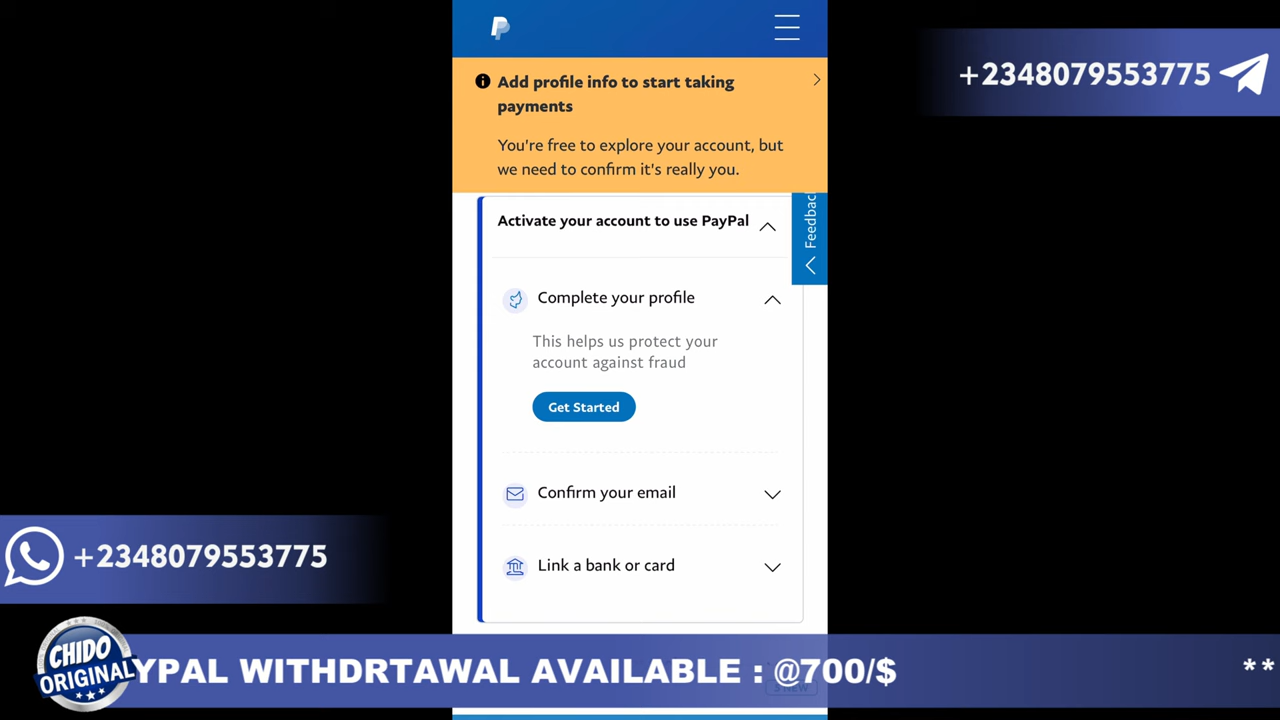 +2348079553775
Add profile info to start taking
payments
You're free to explore your account, but
we need to confirm it's really you.
Feedbac
Activate your account to use PayPal
Complete your profile
This helps us protect your
account against fraud
Get Started
Confirm your email
Link a bank or card
+2348079553775
CHIDO
ORIGINAL
YPAL WITHDRTAWAL AVAILABLE : @700/$
**